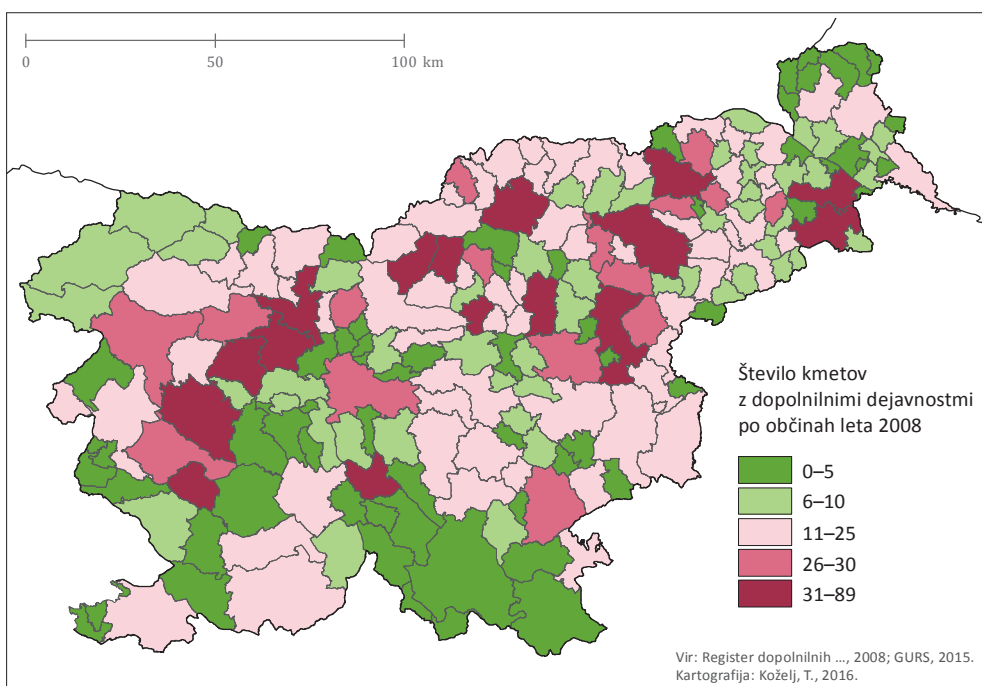 0 50 100 km
Število kmetov
z dopolnilnimi dejavnostmi
po občinah leta 2008
0–5
6–10
11–25
26–30
31–89
Vir: Register dopolnilnih …, 2008; GURS, 2015.
Kartografija: Koželj, T., 2016.